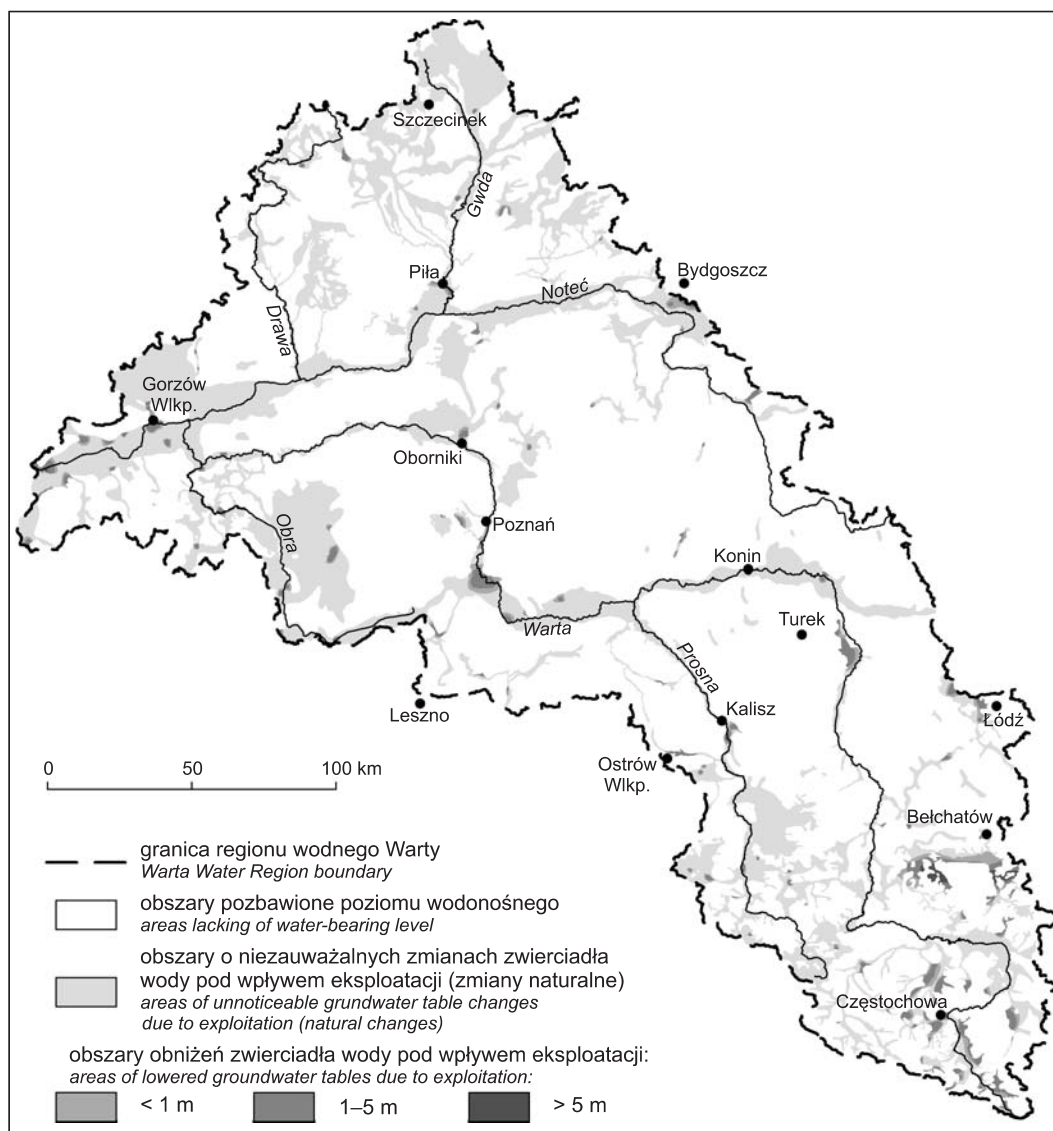 Szczecinek
Gwda
Piła
Bydgoszcz
Noteć
Drawa
Gorzów
Wlkp.
Oborniki
Obra
Poznań
Konin
Warta
Turek
Prosna
Leszno
Kalisz
Łódź
Ostrów
Wlkp.
Bełchatów
Częstochowa
0 50 100 km
granica regionu wodnego Warty
Warta Water Region boundary
obszary pozbawione poziomu wodonośnego
areas lacking of water-bearing level
obszary o niezauważalnych zmianach zwierciadła
wody pod wpływem eksploatacji (zmiany naturalne)
areas of unnoticeable grundwater table changes
due to exploitation (natural changes)
obszary obniżeń zwierciadła wody pod wpływem eksploatacji:
areas of lowered groundwater tables due to exploitation:
< 1 m 1–5 m > 5 m